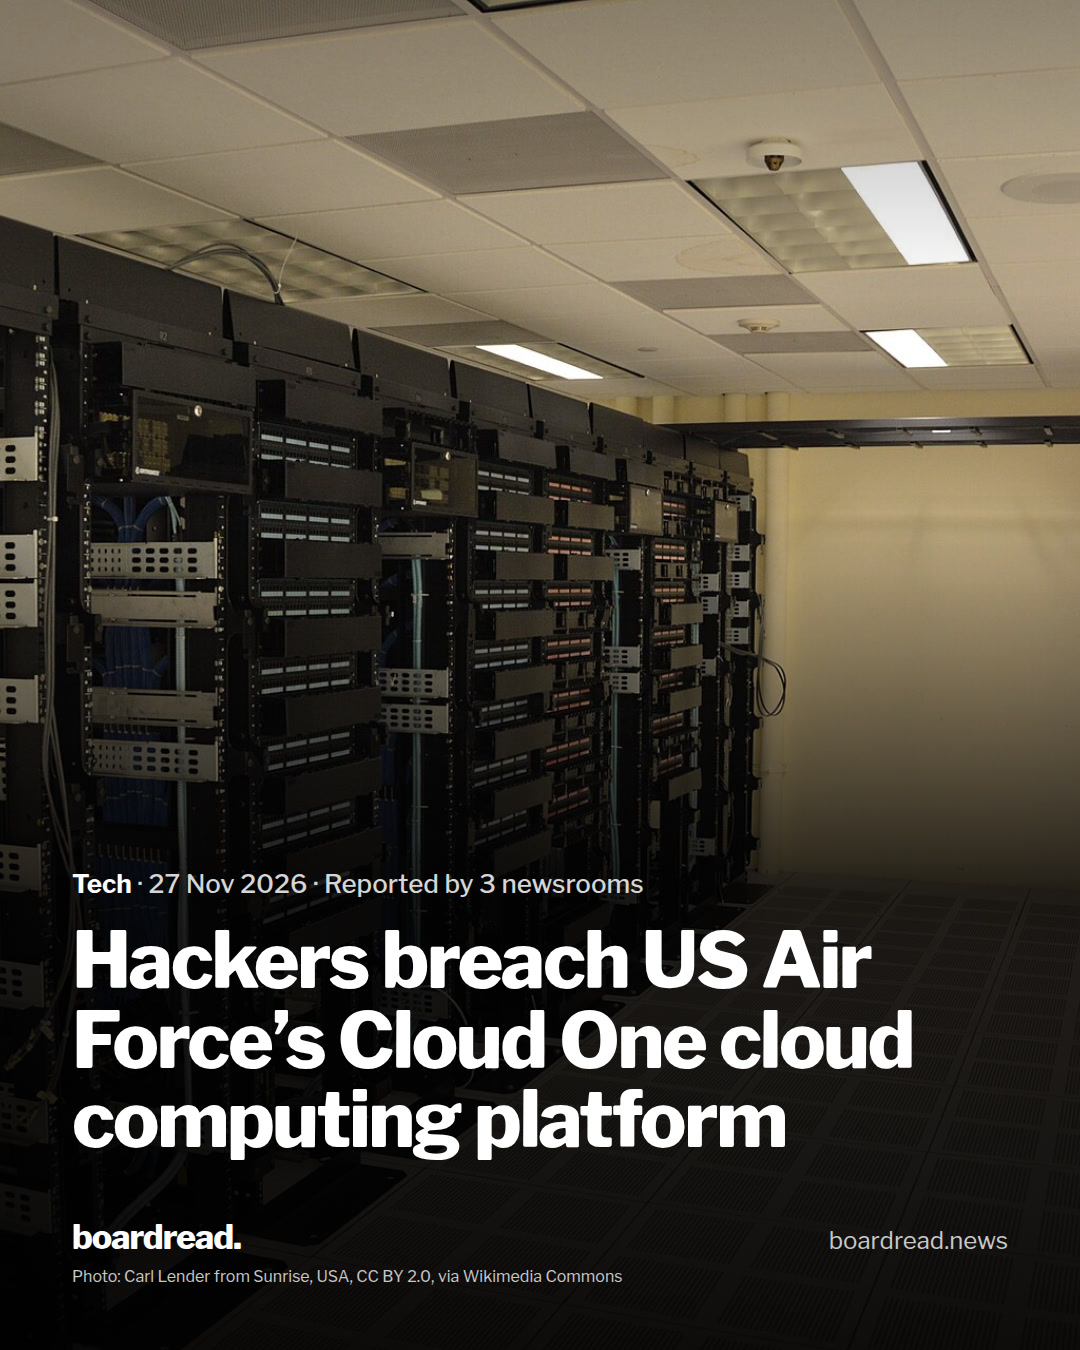 Tech · 27 Nov 2026 · Reported by 3 newsrooms
Hackers breach US Air
Force’s Cloud One cloud
computing platform
boardread.
boardread.news
Photo: Carl Lender from Sunrise, USA, CC BY 2.0, via Wikimedia Commons